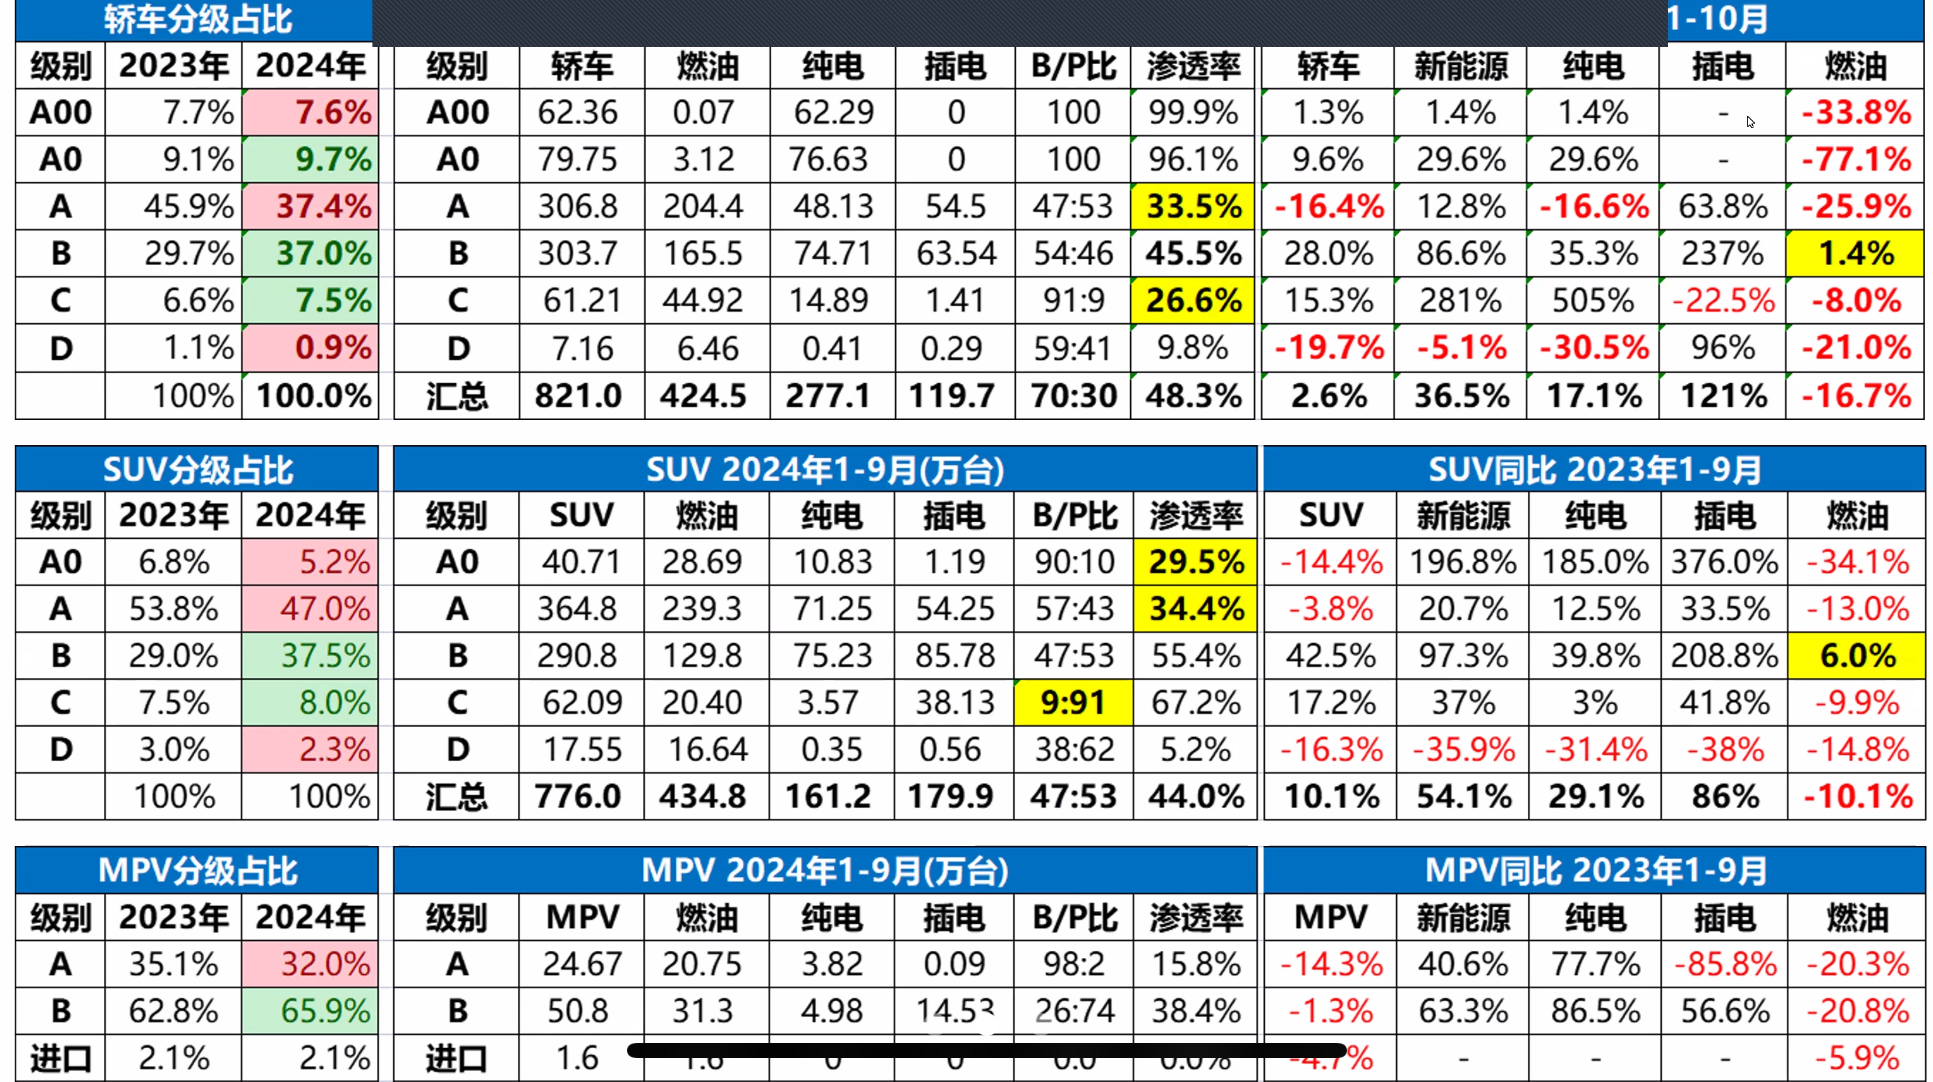 轿车分级占比 1-10月
级别 2023年 2024年 级别 轿车 燃油 纯电 插电 B/P比 渗透率 轿车 新能源 纯电 插电 燃油
A00 7.7% 7.6% A00 62.36 0.07 62.29 0 100 99.9% 1.3% 1.4% 1.4% - -33.8%
A0 9.1% 9.7% A0 79.75 3.12 76.63 0 100 96.1% 9.6% 29.6% 29.6% - -77.1%
A 45.9% 37.4% A 306.8 204.4 48.13 54.5 47:53 33.5% -16.4% 12.8% -16.6% 63.8% -25.9%
B 29.7% 37.0% B 303.7 165.5 74.71 63.54 54:46 45.5% 28.0% 86.6% 35.3% 237% 1.4%
C 6.6% 7.5% C 61.21 44.92 14.89 1.41 91:9 26.6% 15.3% 281% 505% -22.5% -8.0%
D 1.1% 0.9% D 7.16 6.46 0.41 0.29 59:41 9.8% -19.7% -5.1% -30.5% 96% -21.0%
100% 100.0% 汇总 821.0 424.5 277.1 119.7 70:30 48.3% 2.6% 36.5% 17.1% 121% -16.7%
SUV分级占比 SUV 2024年1-9月(万台) SUV同比 2023年1-9月
级别 2023年 2024年 级别 SUV 燃油 纯电 插电 B/P比 渗透率 SUV 新能源 纯电 插电 燃油
A0 6.8% 5.2% A0 40.71 28.69 10.83 1.19 90:10 29.5% -14.4% 196.8% 185.0% 376.0% -34.1%
A 53.8% 47.0% A 364.8 239.3 71.25 54.25 57:43 34.4% -3.8% 20.7% 12.5% 33.5% -13.0%
B 29.0% 37.5% B 290.8 129.8 75.23 85.78 47:53 55.4% 42.5% 97.3% 39.8% 208.8% 6.0%
C 7.5% 8.0% C 62.09 20.40 3.57 38.13 9:91 67.2% 17.2% 37% 3% 41.8% -9.9%
D 3.0% 2.3% D 17.55 16.64 0.35 0.56 38:62 5.2% -16.3% -35.9% -31.4% -38% -14.8%
100% 100% 汇总 776.0 434.8 161.2 179.9 47:53 44.0% 10.1% 54.1% 29.1% 86% -10.1%
MPV分级占比 MPV 2024年1-9月(万台) MPV同比 2023年1-9月
级别 2023年 2024年 级别 MPV 燃油 纯电 插电 B/P比 渗透率 MPV 新能源 纯电 插电 燃油
A 35.1% 32.0% A 24.67 20.75 3.82 0.09 98:2 15.8% -14.3% 40.6% 77.7% -85.8% -20.3%
B 62.8% 65.9% B 50.8 31.3 4.98 14.53 26:74 38.4% -1.3% 63.3% 86.5% 56.6% -20.8%
进口 2.1% 2.1% 进口 1.6 1.6 0 0 0.0 0.0% -4.7% - - - -5.9%